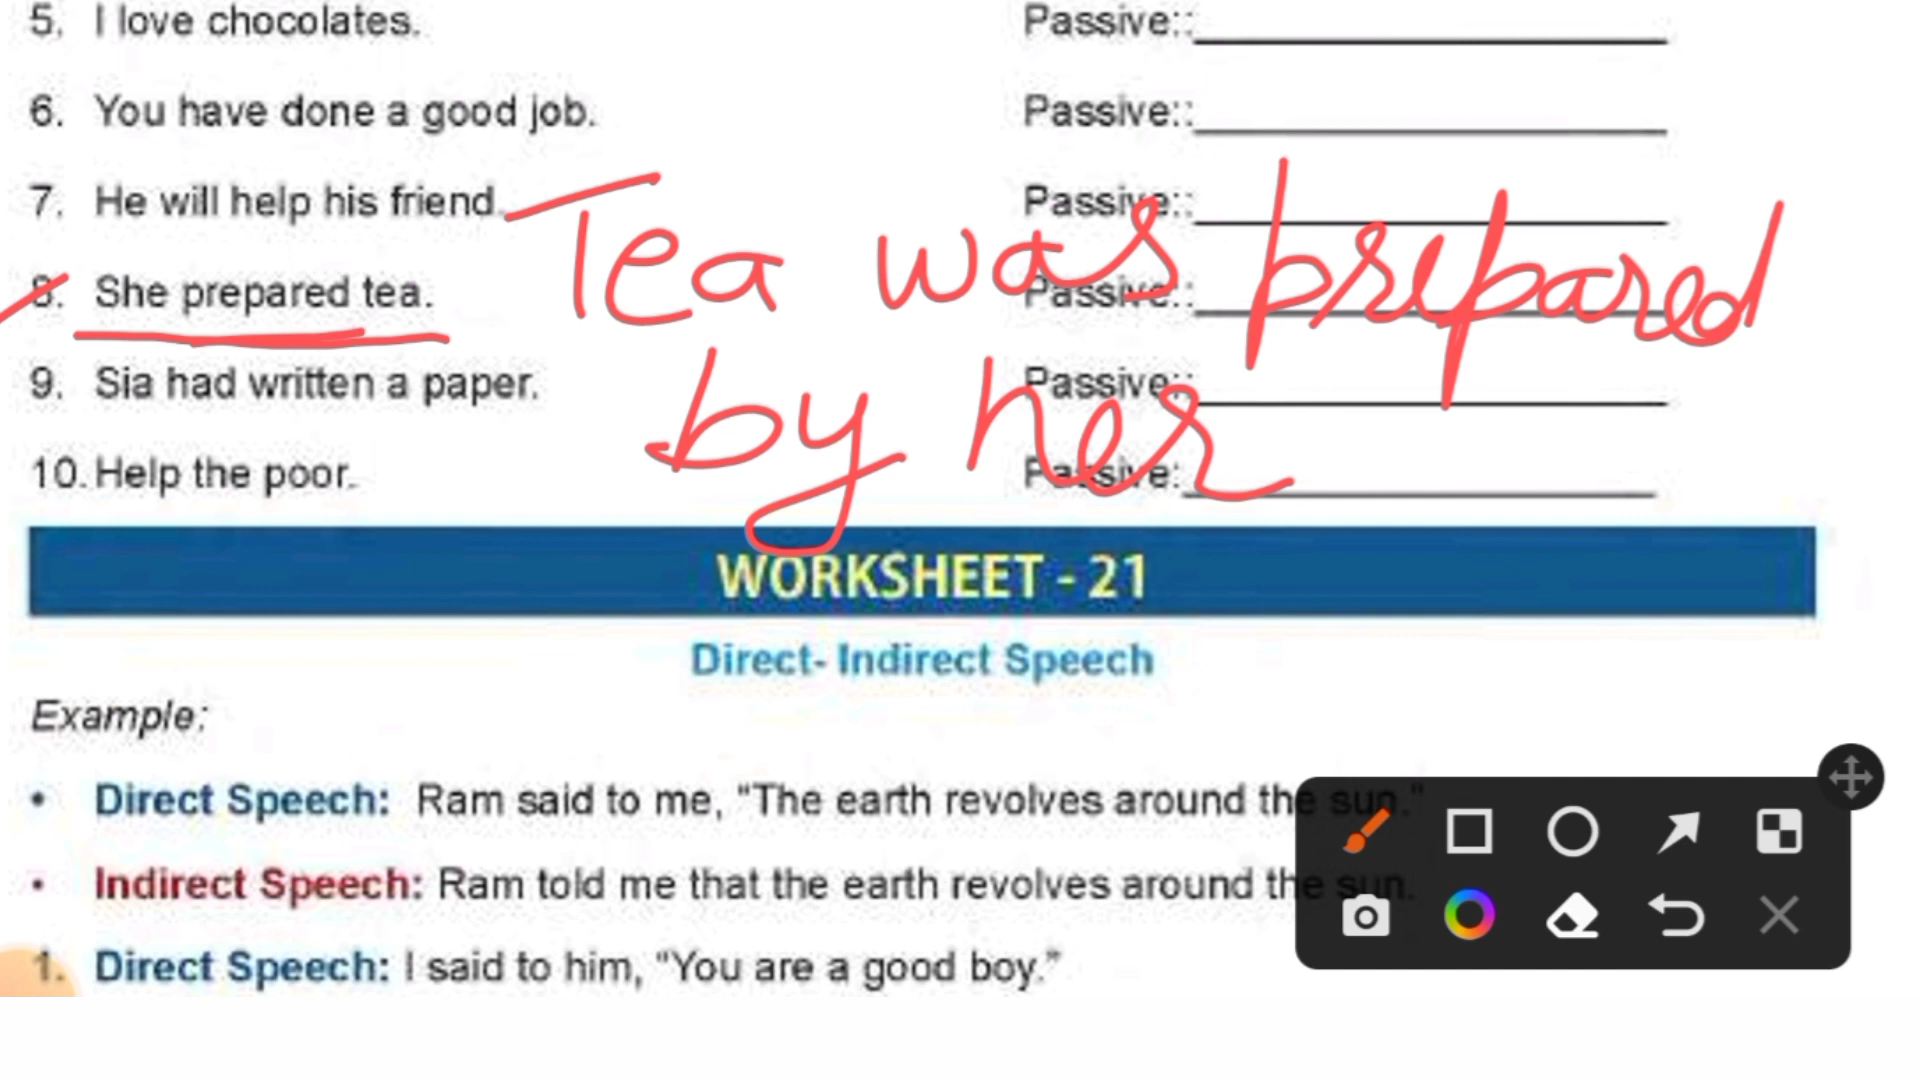 5. I love chocolates. Passive::
6. You have done a good job. Passive::
7. He will help his friend. Passive::
Tea was prepared
8. She prepared tea. Passive::
by her
9. Sia had written a paper. Passive::
10. Help the poor. Passive:
WORKSHEET - 21
Direct- Indirect Speech
Example:
• Direct Speech: Ram said to me, "The earth revolves around the sun."
• Indirect Speech: Ram told me that the earth revolves around the sun.
1. Direct Speech: I said to him, "You are a good boy."